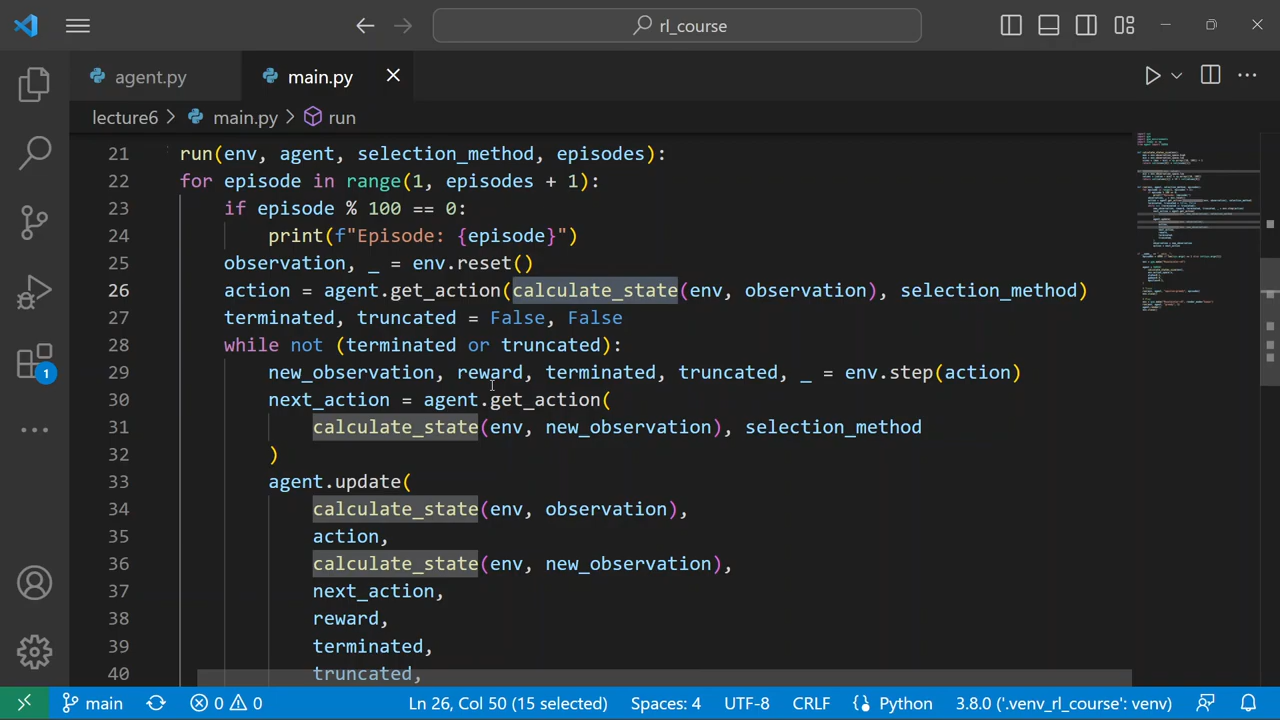 rl_course
agent.py
main.py
lecture6 > main.py > run
21 run(env, agent, selection_method, episodes):
22 for episode in range(1, episodes + 1):
23 if episode % 100 == 0:
24 print(f"Episode: {episode}")
25 observation, _ = env.reset()
26 action = agent.get_action(calculate_state(env, observation), selection_method)
27 terminated, truncated = False, False
28 while not (terminated or truncated):
29 new_observation, reward, terminated, truncated, _ = env.step(action)
30 next_action = agent.get_action(
31 calculate_state(env, new_observation), selection_method
32 )
33 agent.update(
34 calculate_state(env, observation),
35 action,
36 calculate_state(env, new_observation),
37 next_action,
38 reward,
39 terminated,
40 truncated,
1
main 0 0 Ln 26, Col 50 (15 selected) Spaces: 4 UTF-8 CRLF Python 3.8.0 ('.venv_rl_course': venv)